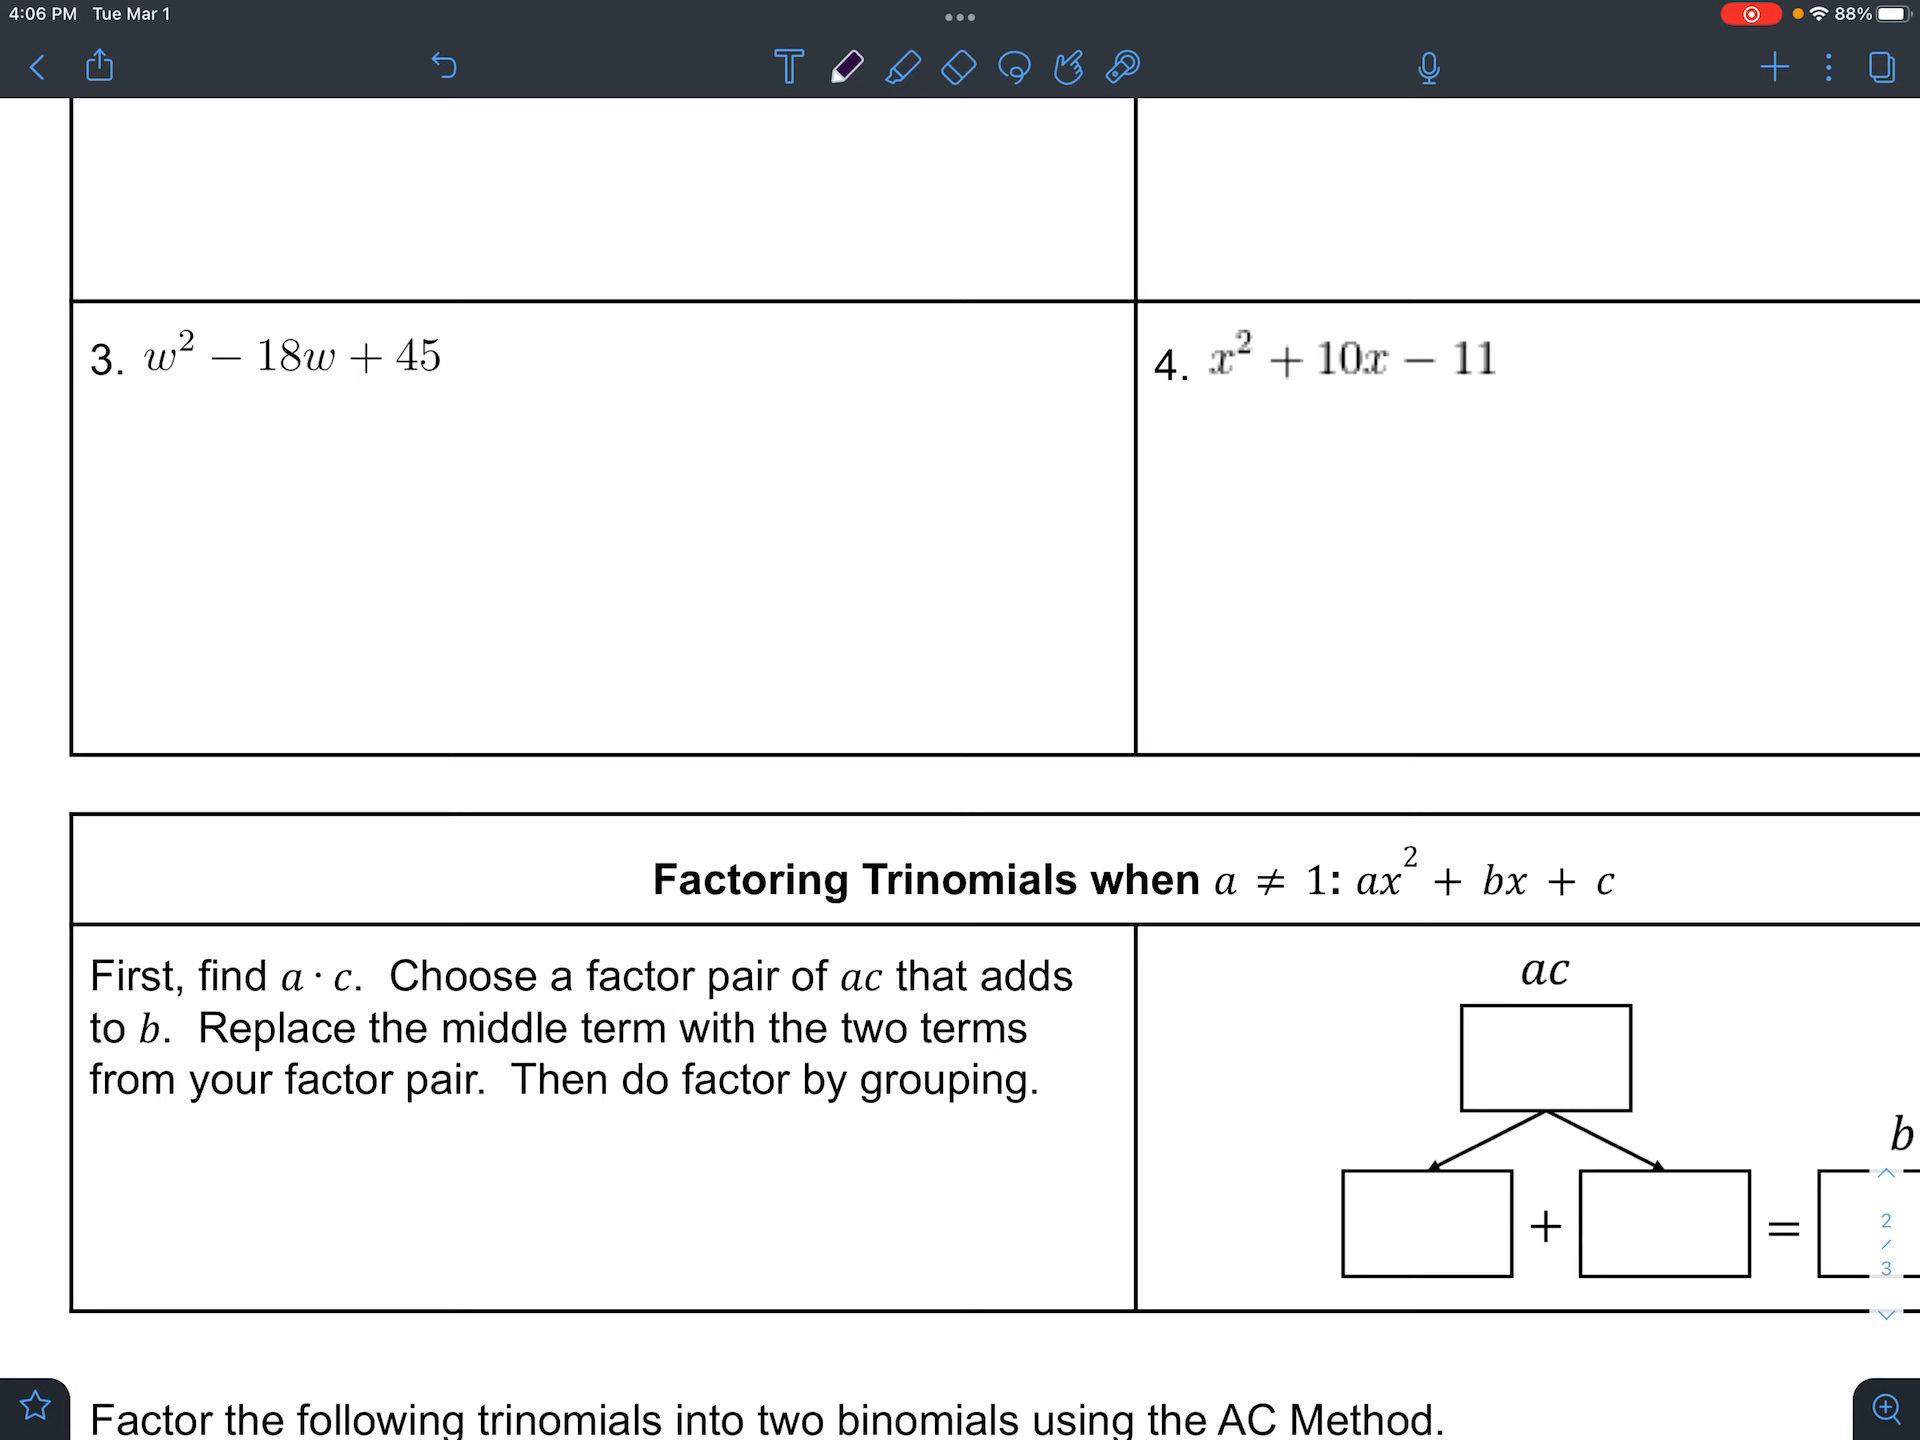 4:06 PM Tue Mar 1
88%
3. w² − 18w + 45
4. x² + 10x − 11
Factoring Trinomials when a ≠ 1: ax² + bx + c
First, find a · c. Choose a factor pair of ac that adds
to b. Replace the middle term with the two terms
from your factor pair. Then do factor by grouping.
ac
b
+ =
2
/
3
Factor the following trinomials into two binomials using the AC Method.